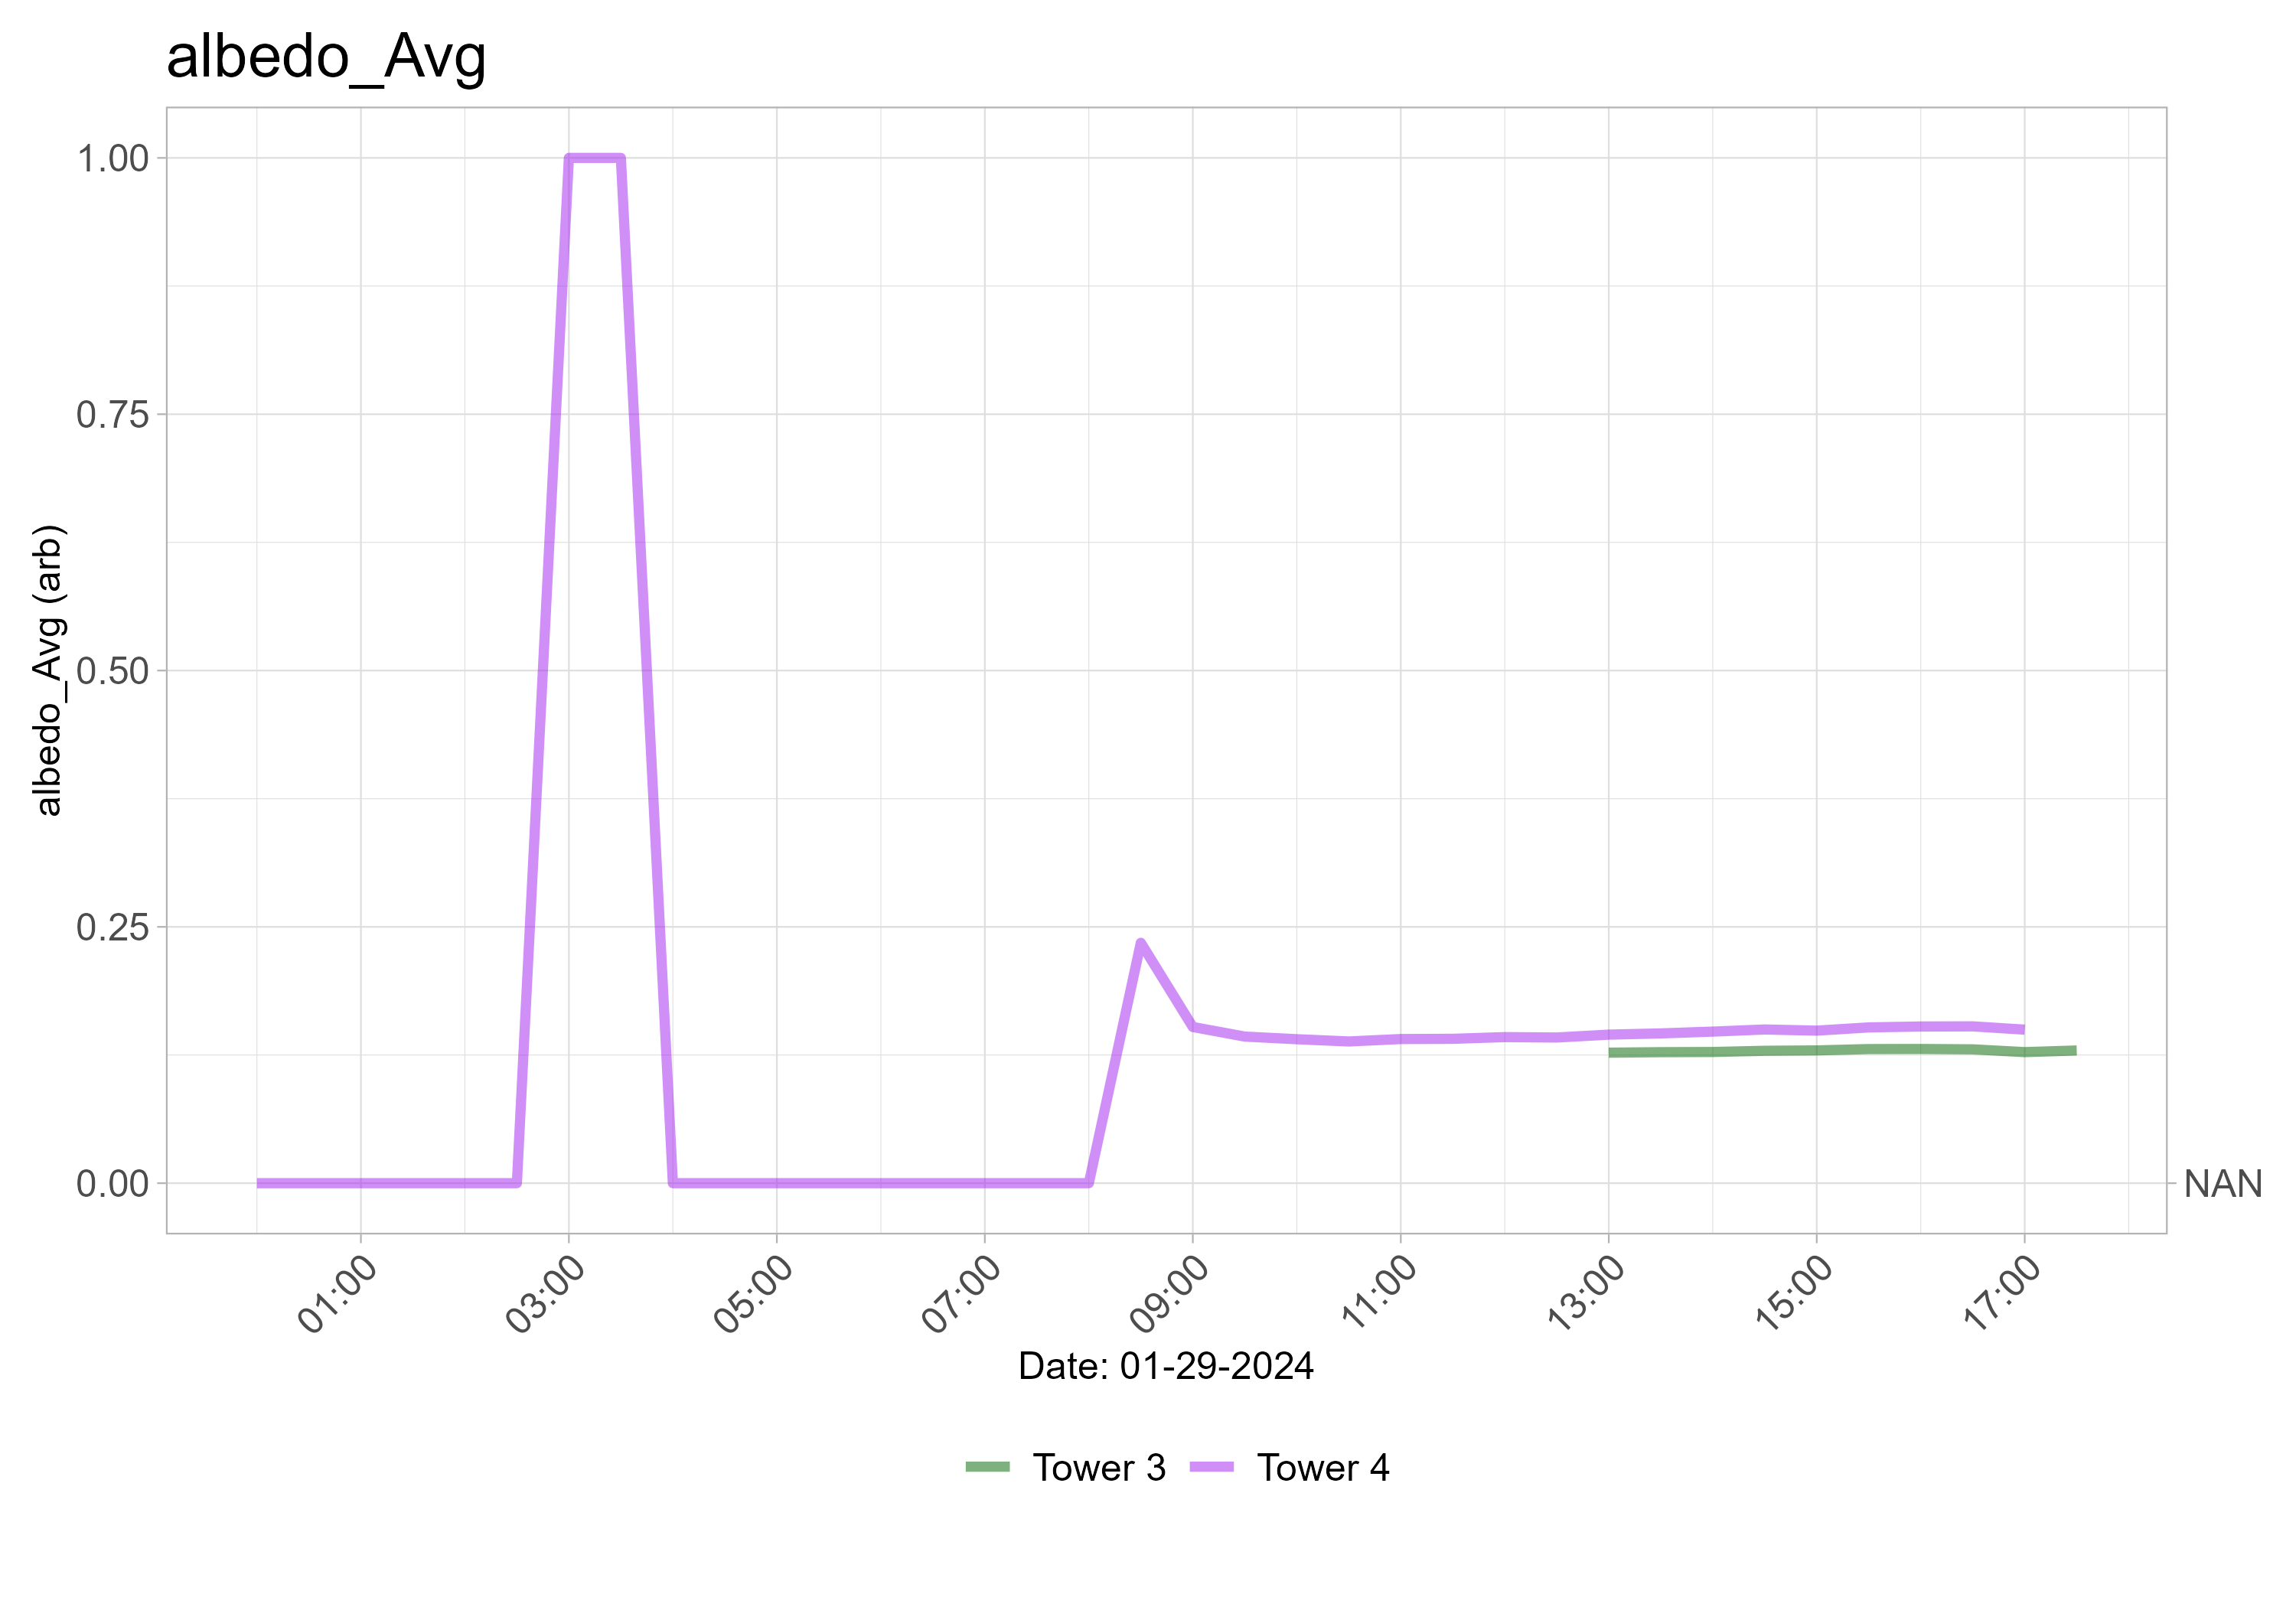 albedo_Avg
albedo_Avg (arb)
1.00
0.75
0.50
0.25
0.00
NAN
01:00 03:00 05:00 07:00 09:00 11:00 13:00 15:00 17:00
Date: 01-29-2024
Tower 3 Tower 4